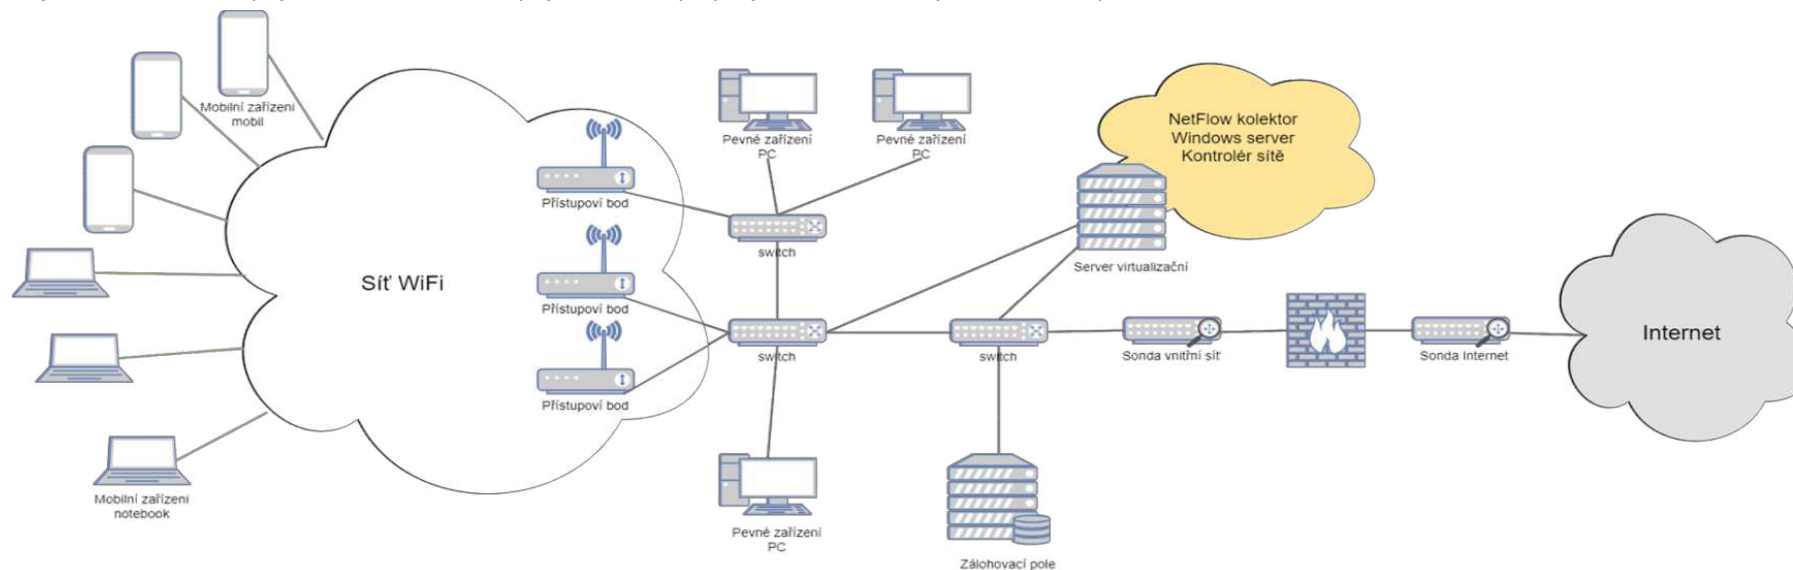 Mobilní zařízení
mobil
Síť WiFi
Přístupoví bod
Přístupoví bod
Přístupoví bod
Mobilní zařízeni
notebook
Pevné zařízení
PC
Pevné zařízení
PC
switch
switch
Pevné zařízení
PC
switch
NetFlow kolektor
Windows server
Kontrolér sítě
Server virtualizační
Sonda vnitřní síť
Sonda Internet
Internet
Zálohovací pole